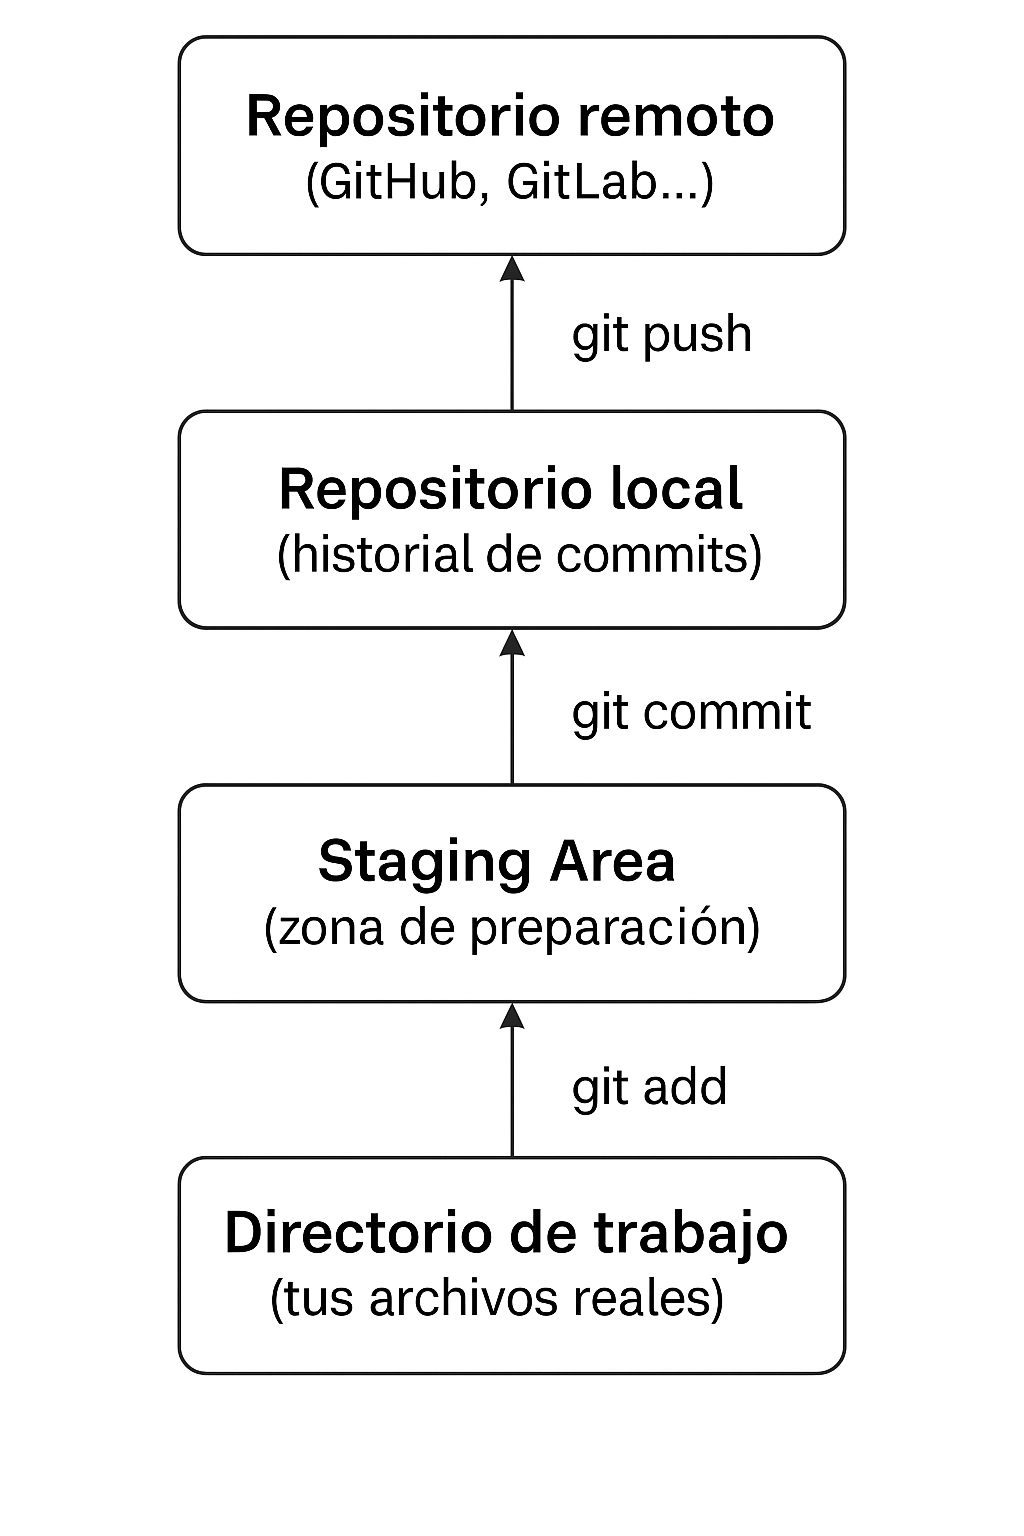 Repositorio remoto
(GitHub, GitLab...)
git push
Repositorio local
(historial de commits)
git commit
Staging Area
(zona de preparación)
git add
Directorio de trabajo
(tus archivos reales)